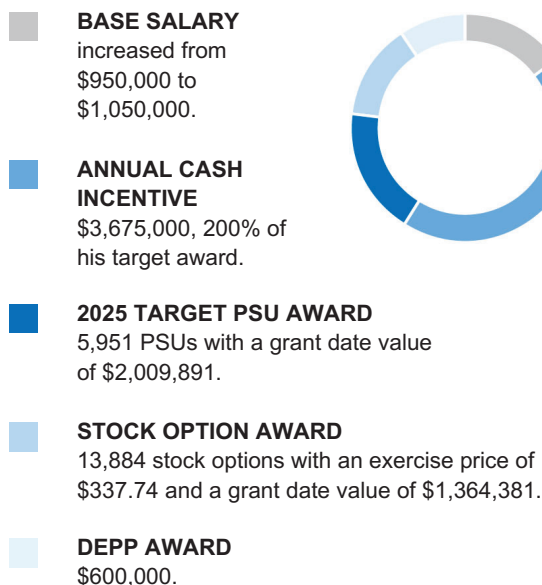 BASE SALARY
increased from
$950,000 to
$1,050,000.
ANNUAL CASH
INCENTIVE
$3,675,000, 200% of
his target award.
2025 TARGET PSU AWARD
5,951 PSUs with a grant date value
of $2,009,891.
STOCK OPTION AWARD
13,884 stock options with an exercise price of
$337.74 and a grant date value of $1,364,381.
DEPP AWARD
$600,000.